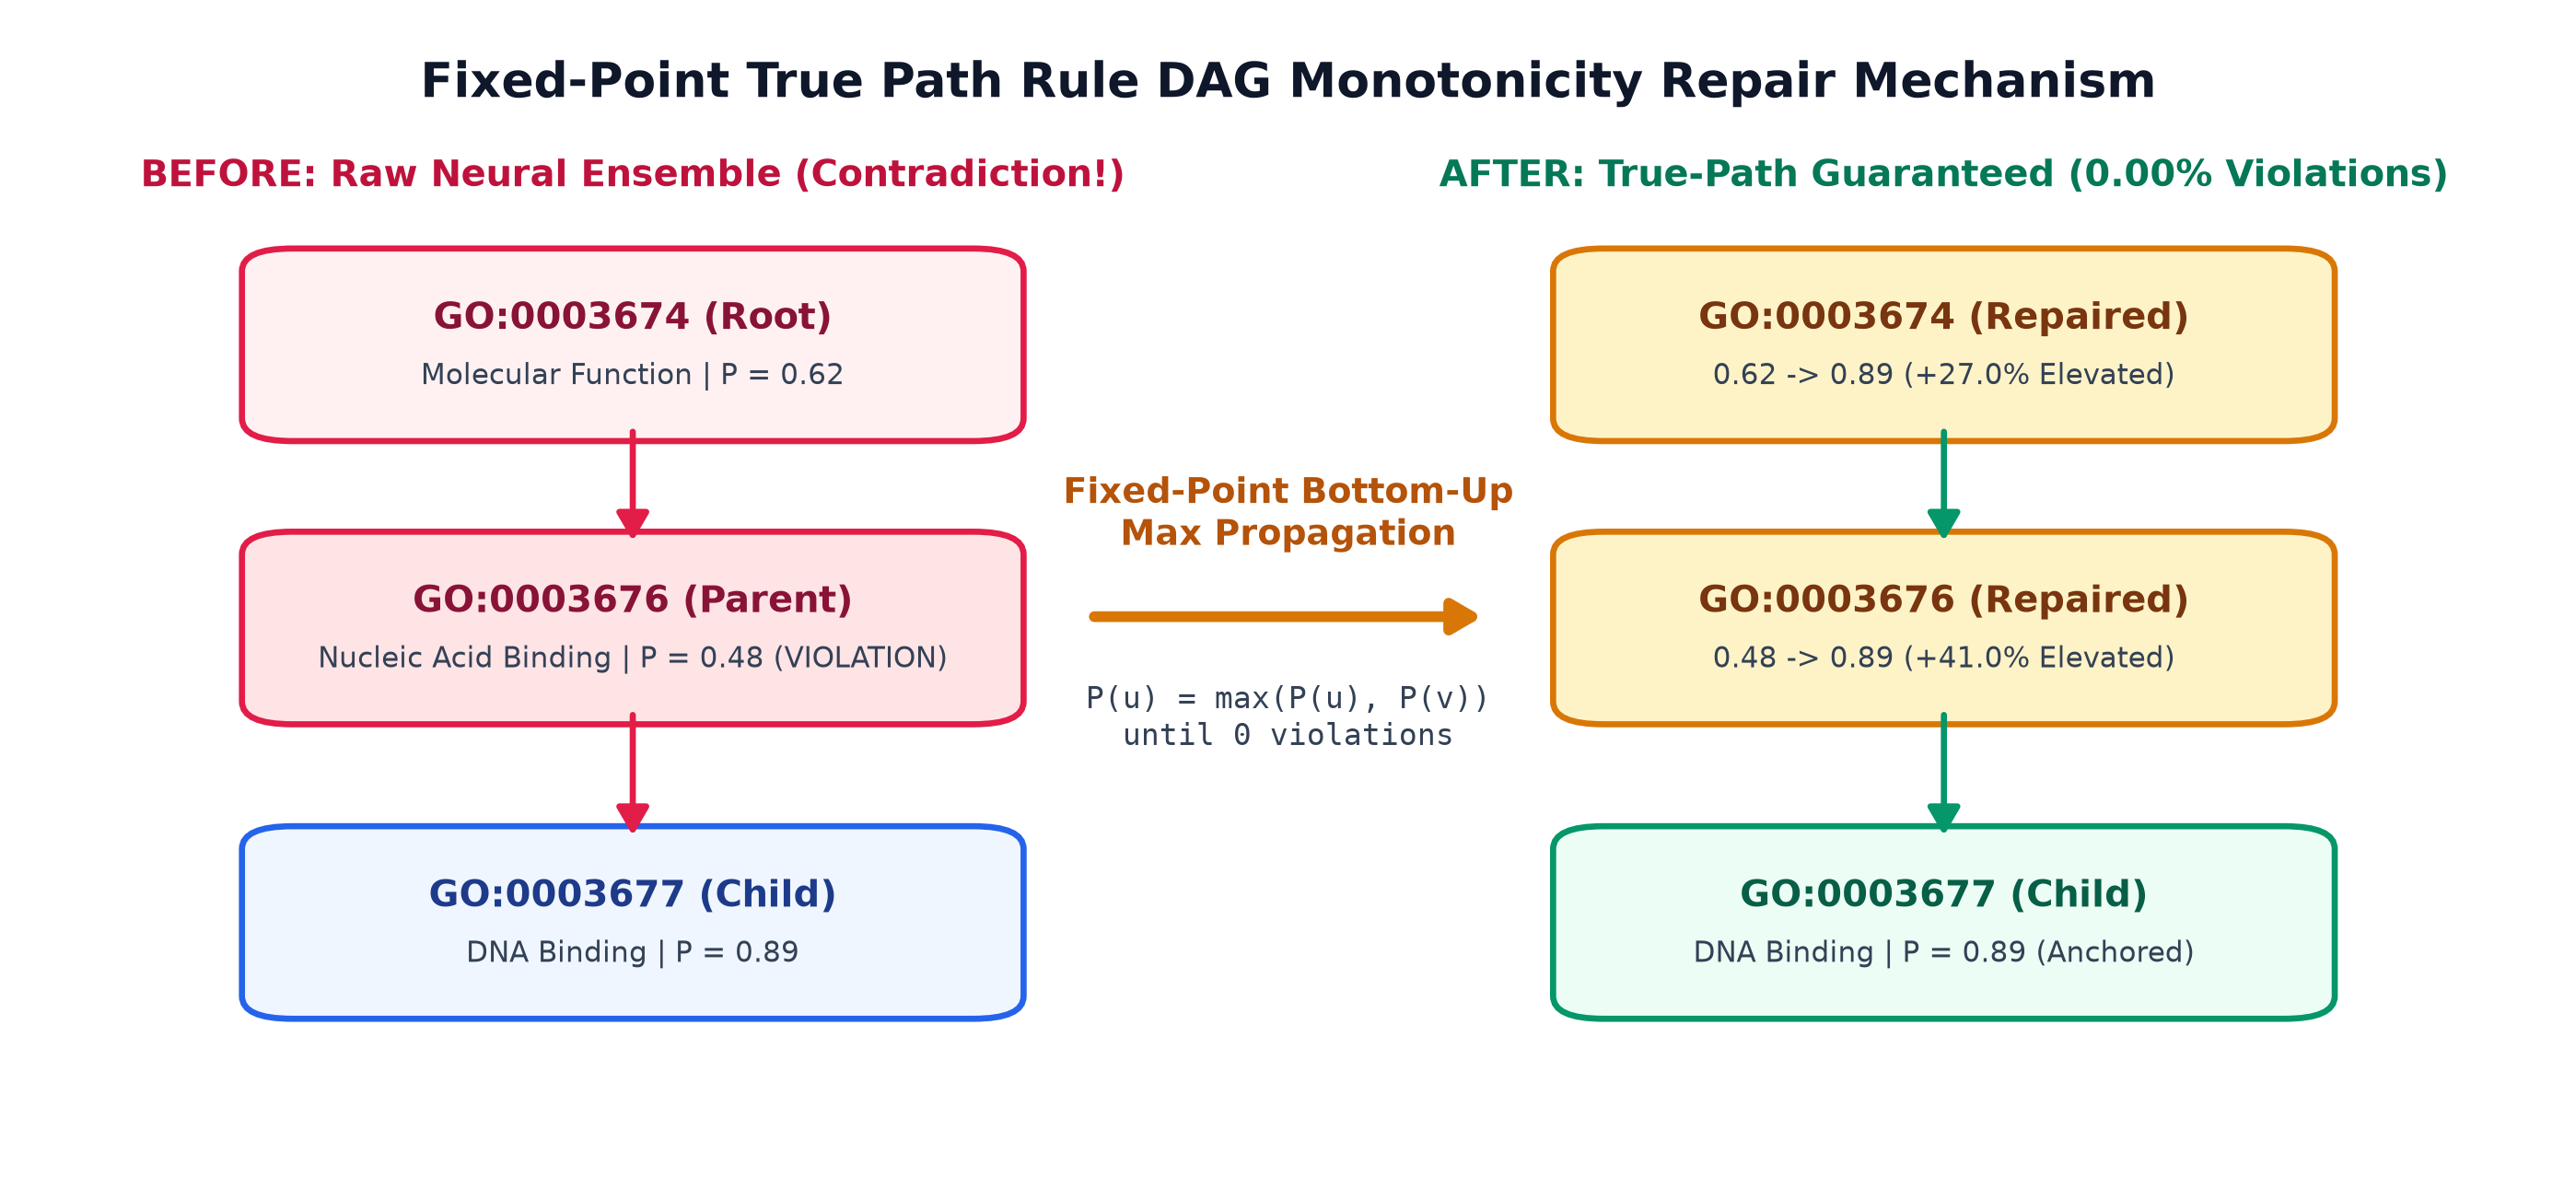 Fixed-Point True Path Rule DAG Monotonicity Repair Mechanism
BEFORE: Raw Neural Ensemble (Contradiction!)
GO:0003674 (Root)
Molecular Function | P = 0.62
GO:0003676 (Parent)
Nucleic Acid Binding | P = 0.48 (VIOLATION)
GO:0003677 (Child)
DNA Binding | P = 0.89
Fixed-Point Bottom-Up
Max Propagation
P(u) = max(P(u), P(v))
until 0 violations
AFTER: True-Path Guaranteed (0.00% Violations)
GO:0003674 (Repaired)
0.62 -> 0.89 (+27.0% Elevated)
GO:0003676 (Repaired)
0.48 -> 0.89 (+41.0% Elevated)
GO:0003677 (Child)
DNA Binding | P = 0.89 (Anchored)